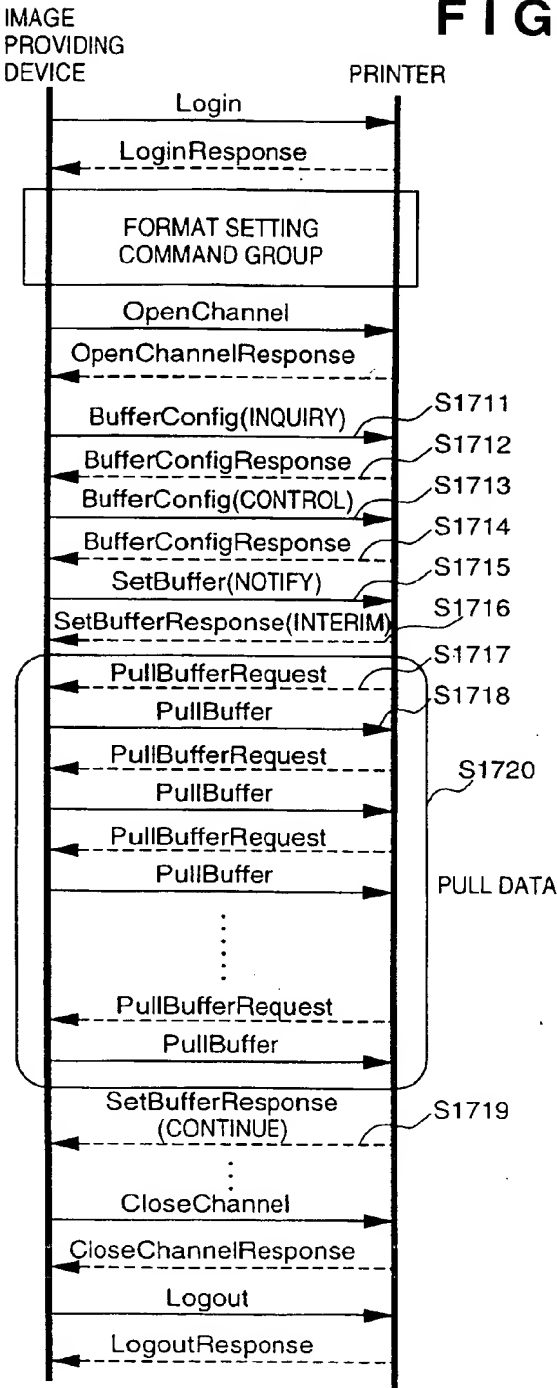 FIG
IMAGE
PROVIDING
DEVICE
PRINTER
Login
LoginResponse
FORMAT SETTING
COMMAND GROUP
OpenChannel
OpenChannelResponse
BufferConfig(INQUIRY)
S1711
BufferConfigResponse
S1712
BufferConfig(CONTROL)
S1713
BufferConfigResponse
S1714
SetBuffer(NOTIFY)
S1715
SetBufferResponse(INTERIM)
S1716
PullBufferRequest
S1717
PullBuffer
S1718
PullBufferRequest
S1720
PullBuffer
PullBufferRequest
PullBuffer
PULL DATA
PullBufferRequest
PullBuffer
SetBufferResponse
(CONTINUE)
S1719
CloseChannel
CloseChannelResponse
Logout
LogoutResponse